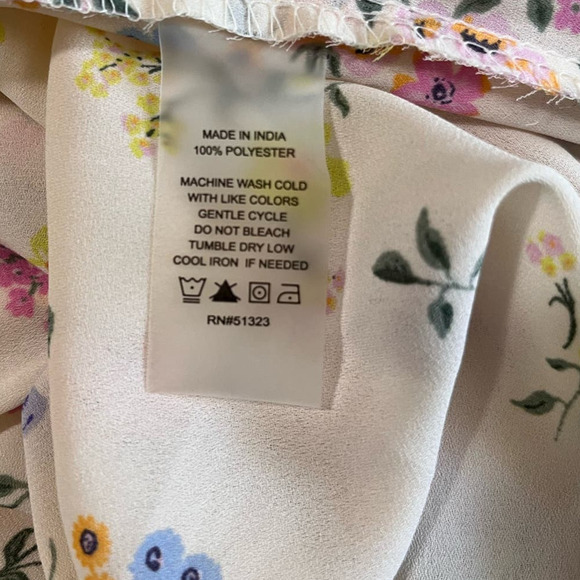 MADE IN INDIA
100% POLYESTER
MACHINE WASH COLD
WITH LIKE COLORS
GENTLE CYCLE
DO NOT BLEACH
TUMBLE DRY LOW
COOL IRON IF NEEDED
RN#51323